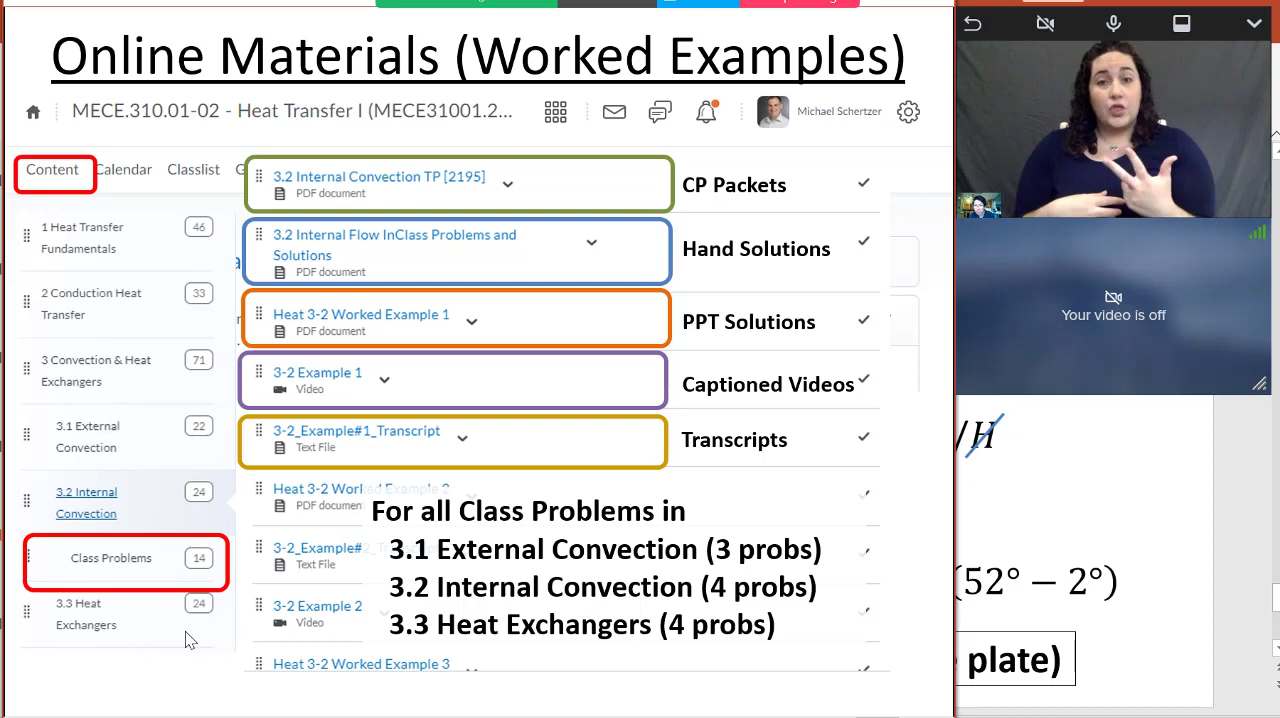 Online Materials (Worked Examples)
MECE.310.01-02 - Heat Transfer I (MECE31001.2...
Michael Schertzer
Content
Calendar
Classlist
G
1 Heat Transfer
Fundamentals
46
2 Conduction Heat
Transfer
33
3 Convection & Heat
Exchangers
71
3.1 External
Convection
22
3.2 Internal
Convection
24
Class Problems
14
3.3 Heat
Exchangers
24
3.2 Internal Convection TP [2195]
PDF document
CP Packets
3.2 Internal Flow InClass Problems and
Solutions
PDF document
Hand Solutions
Heat 3-2 Worked Example 1
PDF document
PPT Solutions
3-2 Example 1
Video
Captioned Videos
3-2_Example#1_Transcript
Text File
Transcripts
Heat 3-2 Worked Example 2
PDF documen
3-2_Example#
Text File
3-2 Example 2
Video
Heat 3-2 Worked Example 3
For all Class Problems in
3.1 External Convection (3 probs)
3.2 Internal Convection (4 probs)
3.3 Heat Exchangers (4 probs)
Your video is off
/H
(52° − 2°)
plate)